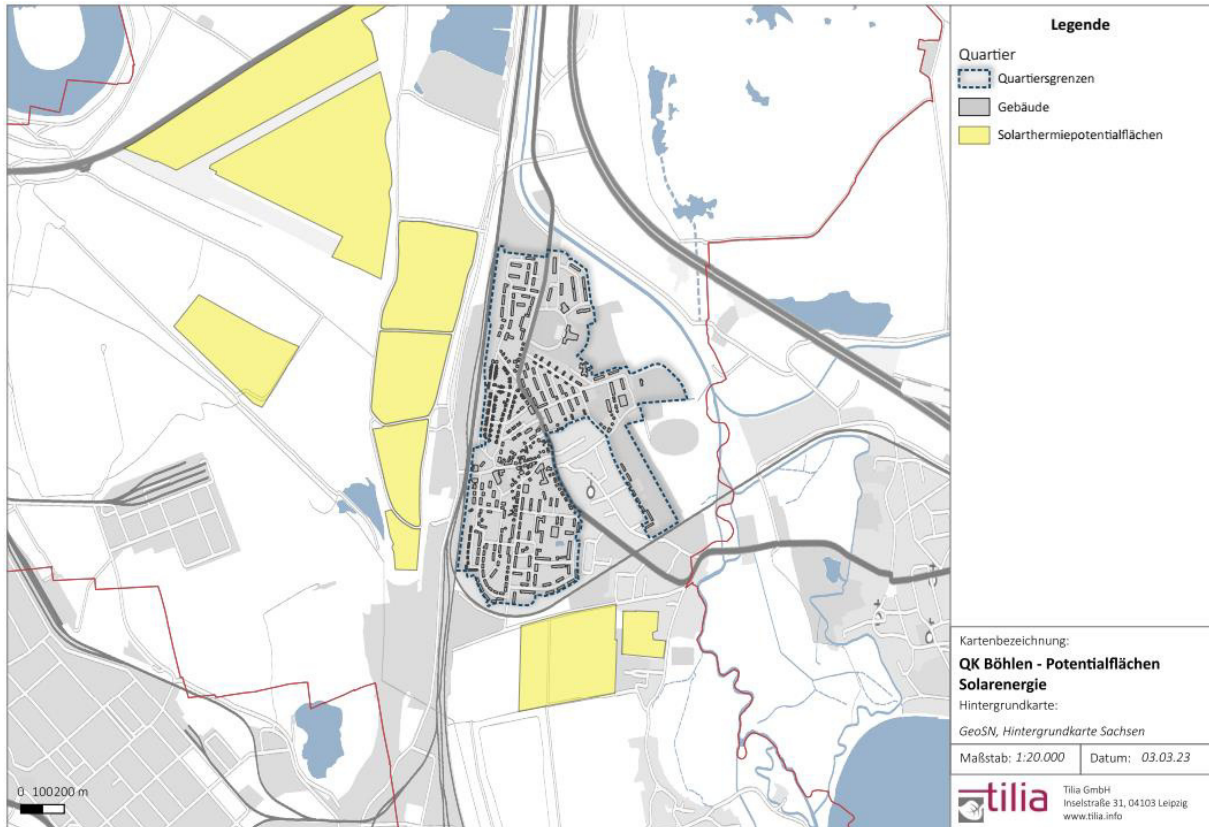 Legende
Quartier
Quartiersgrenzen
Gebäude
Solarthermiepotentialflächen
Kartenbezeichnung:
QK Böhlen - Potentialflächen
Solarenergie
Hintergrundkarte:
GeoSN, Hintergrundkarte Sachsen
Maßstab: 1:20.000
Datum: 03.03.23
tilia
Tilia GmbH
Inselstraße 31, 04103 Leipzig
www.tilia.info
0 100200 m